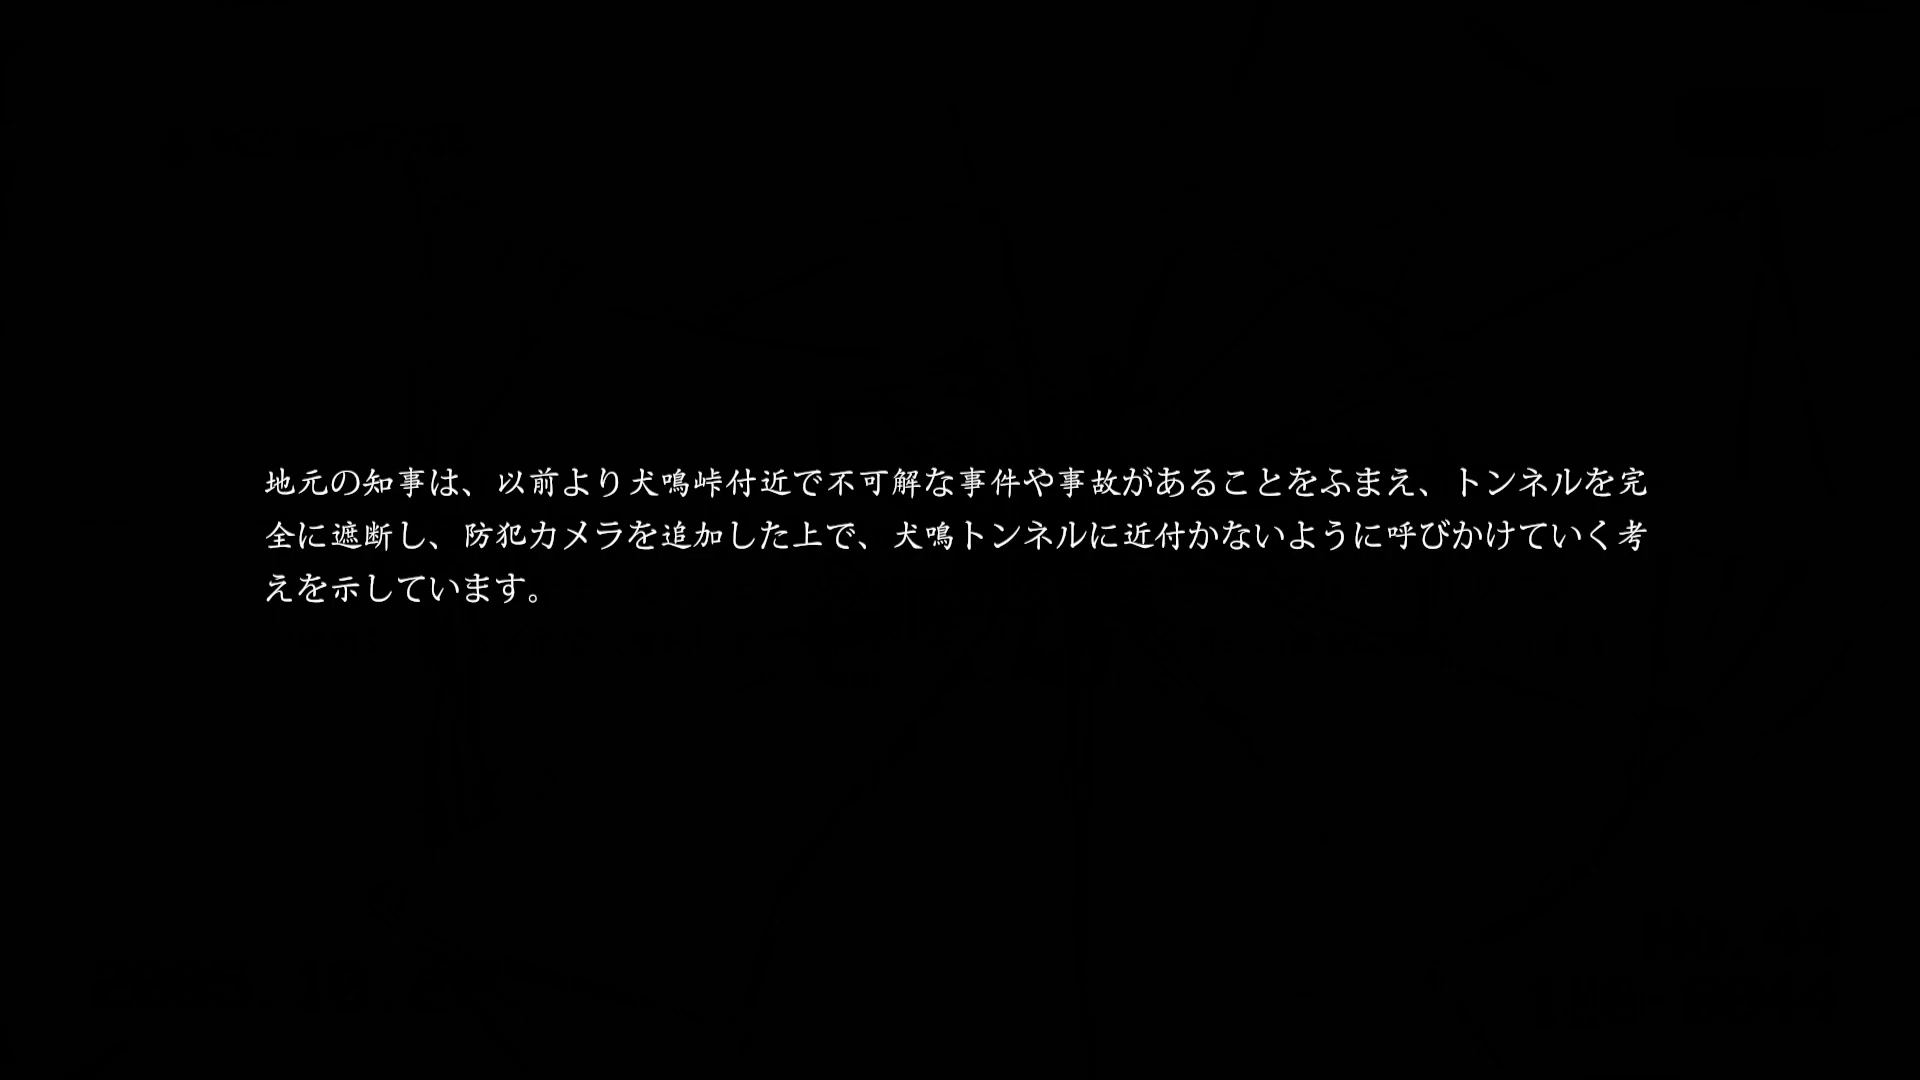 地元の知事は、以前より犬鳴峠付近で不可解な事件や事故があることをふまえ、トンネルを完
全に遮断し、防犯カメラを追加した上で、犬鳴トンネルに近付かないように呼びかけていく考
えを示しています。